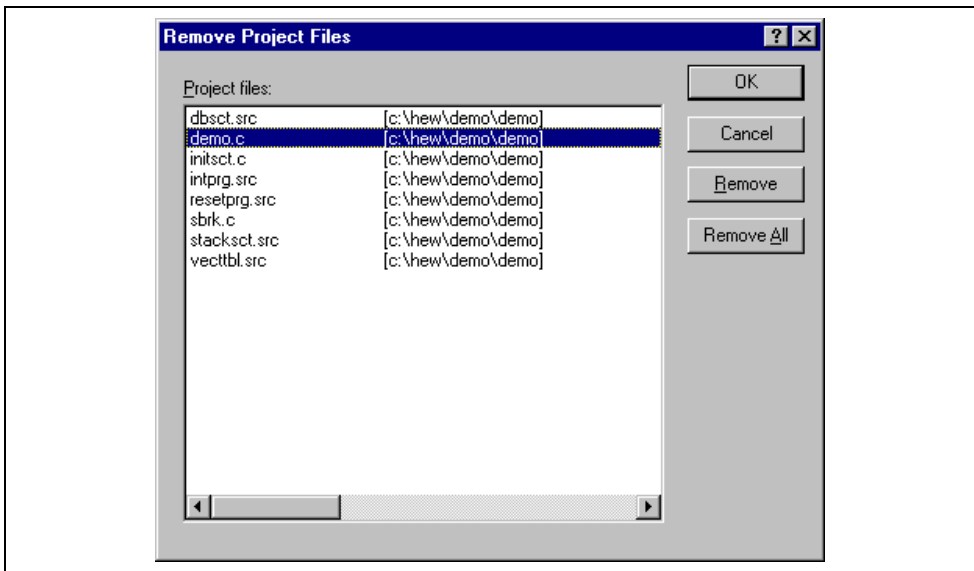 Remove Project Files
Project files:
dbsct.src [c:\hew\demo\demo]
demo.c [c:\hew\demo\demo]
initsct.c [c:\hew\demo\demo]
intprg.src [c:\hew\demo\demo]
resetprg.src [c:\hew\demo\demo]
sbrk.c [c:\hew\demo\demo]
stacksct.src [c:\hew\demo\demo]
vecttbl.src [c:\hew\demo\demo]
OK
Cancel
Remove
Remove All